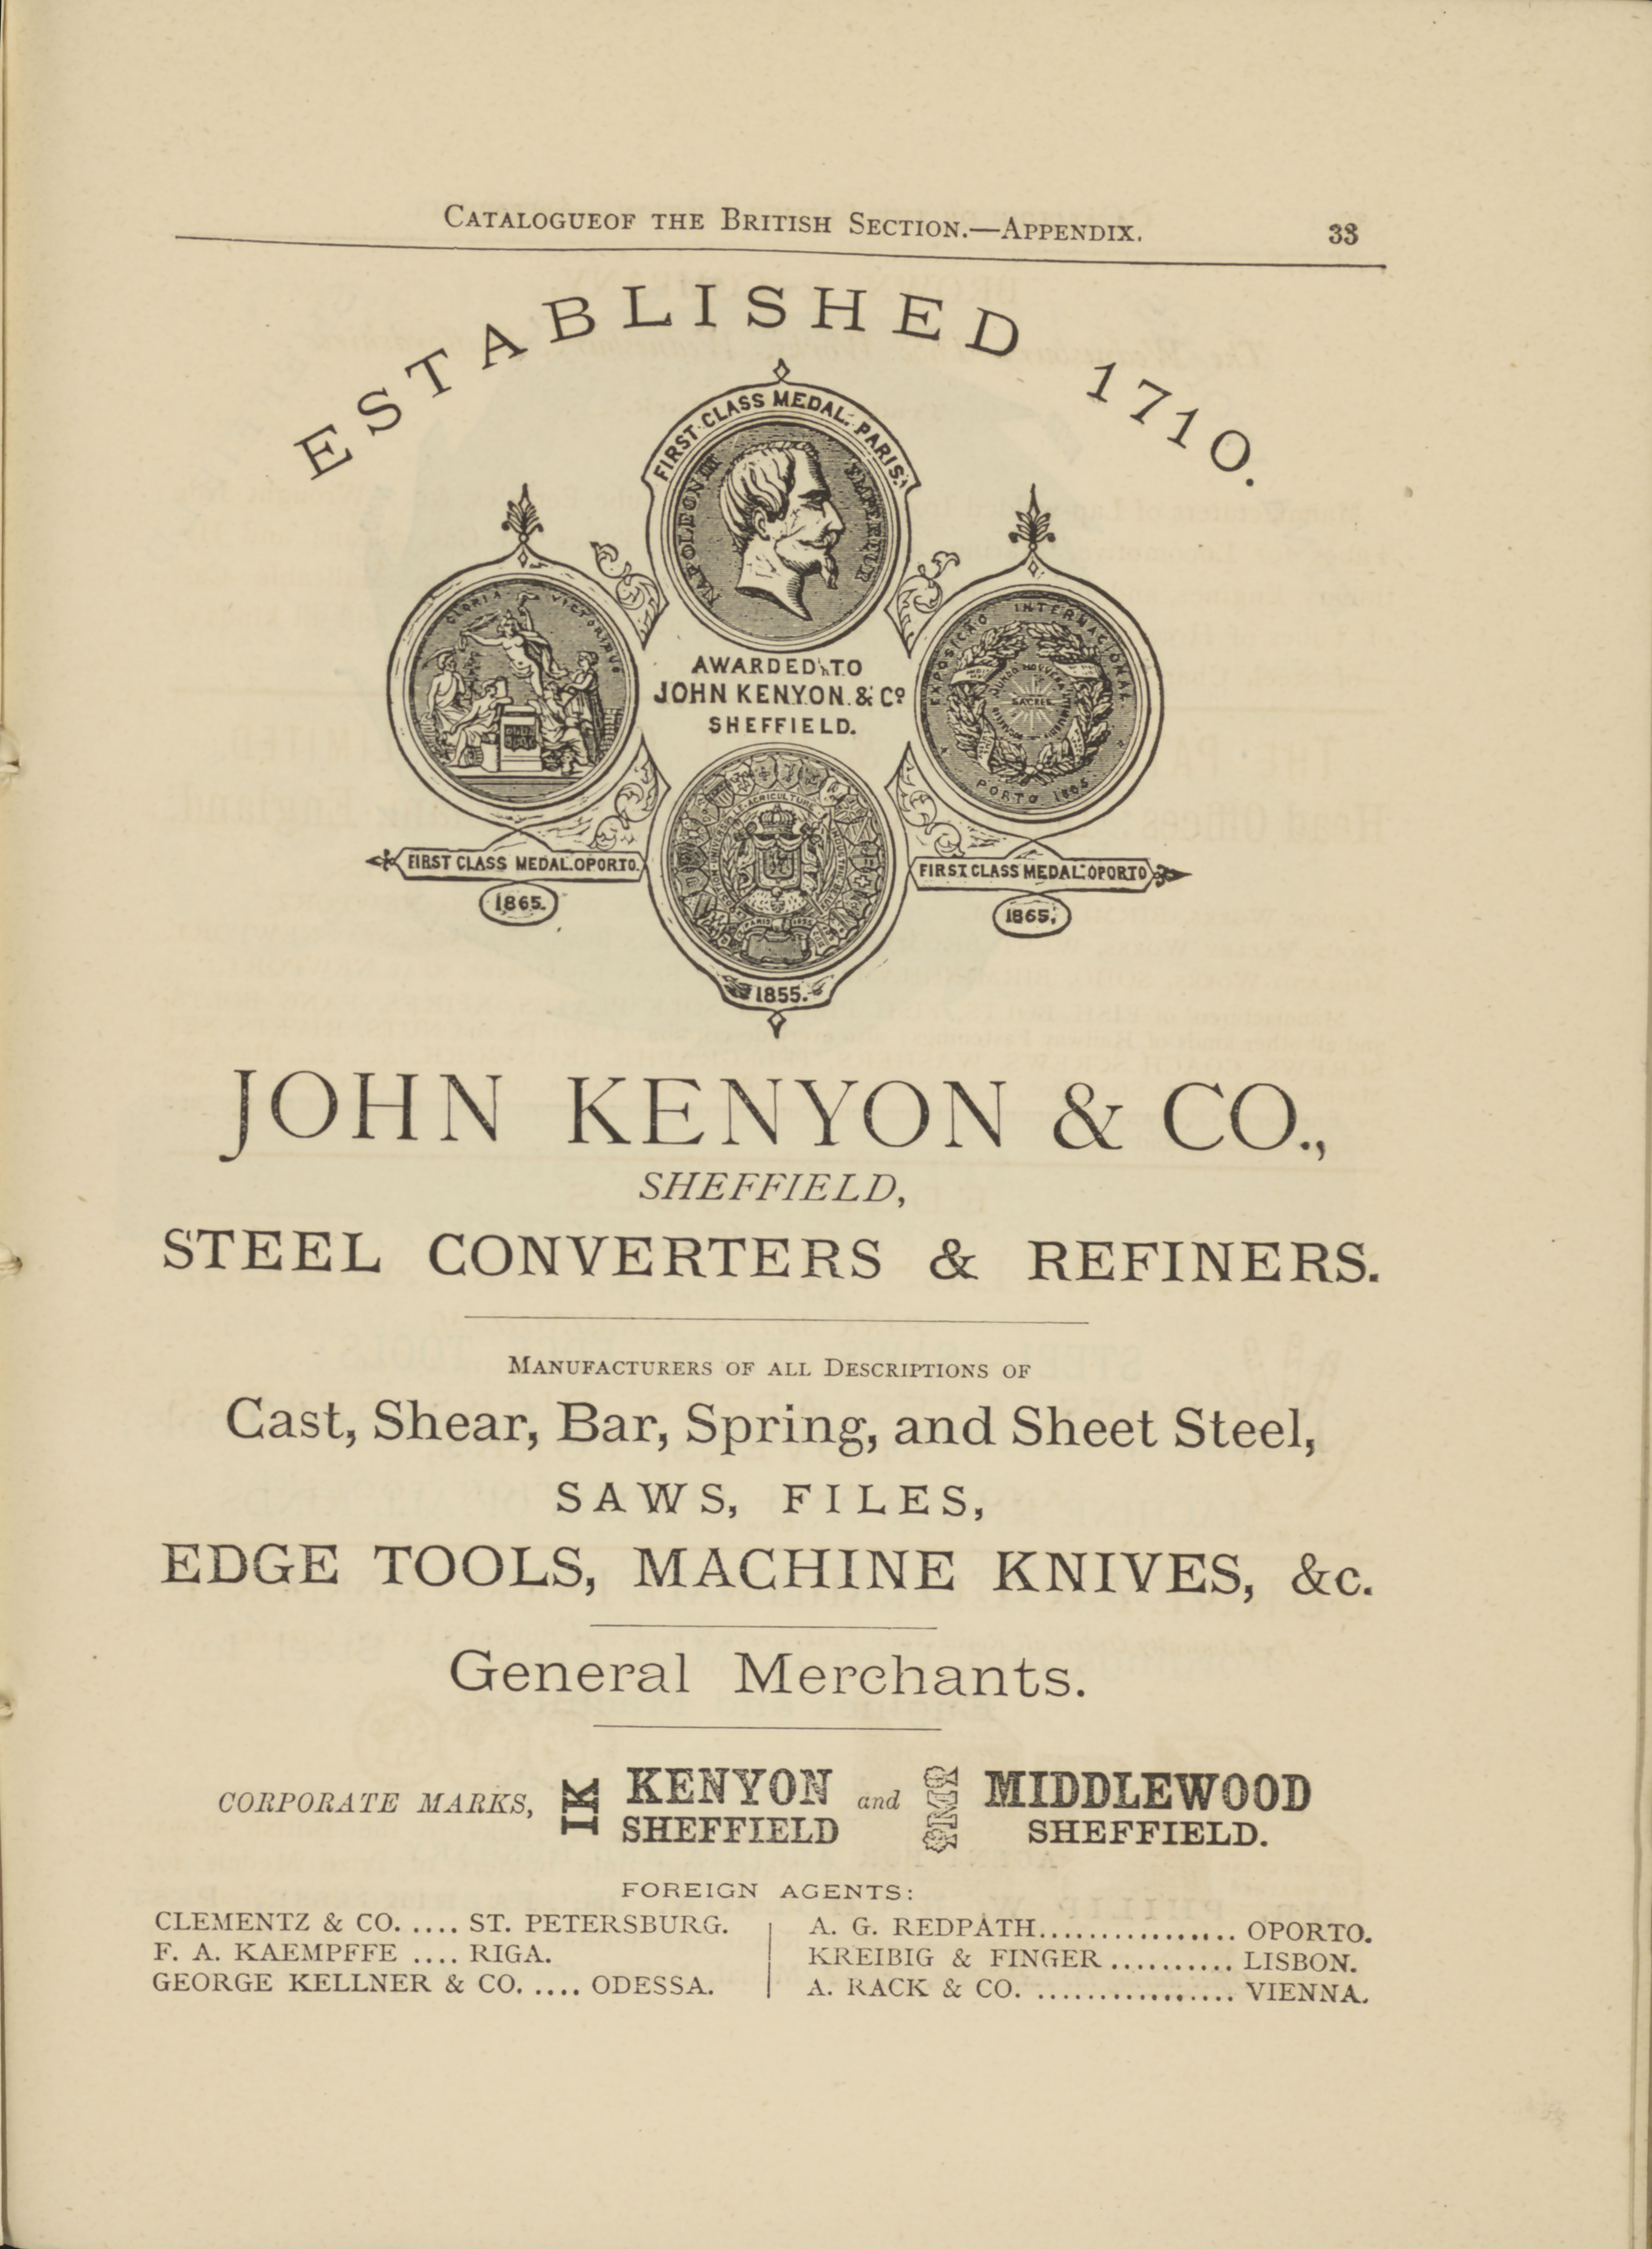 CATALOGUEOF THE BRITISH SECTION.—APPENDIX. 33
ESTABLISHED 1710.
FIRST CLASS MEDAL. PARIS.
NAPOLEON III EMPEREUR
GLORIA VICTORIBUS
EXPOSIÇÃO INTERNACIONAL
PORTO 1865
AWARDED TO
JOHN KENYON & Co
SHEFFIELD.
AGRICULTURE
FIRST CLASS MEDAL. OPORTO.
1865.
FIRST CLASS MEDAL. OPORTO
1865.
1855.
JOHN KENYON & CO.,
SHEFFIELD,
STEEL CONVERTERS & REFINERS.
MANUFACTURERS OF ALL DESCRIPTIONS OF
Cast, Shear, Bar, Spring, and Sheet Steel,
SAWS, FILES,
EDGE TOOLS, MACHINE KNIVES, &c.
General Merchants.
CORPORATE MARKS, IK KENYON SHEFFIELD and MIDDLEWOOD SHEFFIELD.
FOREIGN AGENTS:
CLEMENTZ & CO. .... ST. PETERSBURG.
F. A. KAEMPFFE .... RIGA.
GEORGE KELLNER & CO. .... ODESSA.
A. G. REDPATH................ OPORTO.
KREIBIG & FINGER .......... LISBON.
A. RACK & CO. ................ VIENNA.